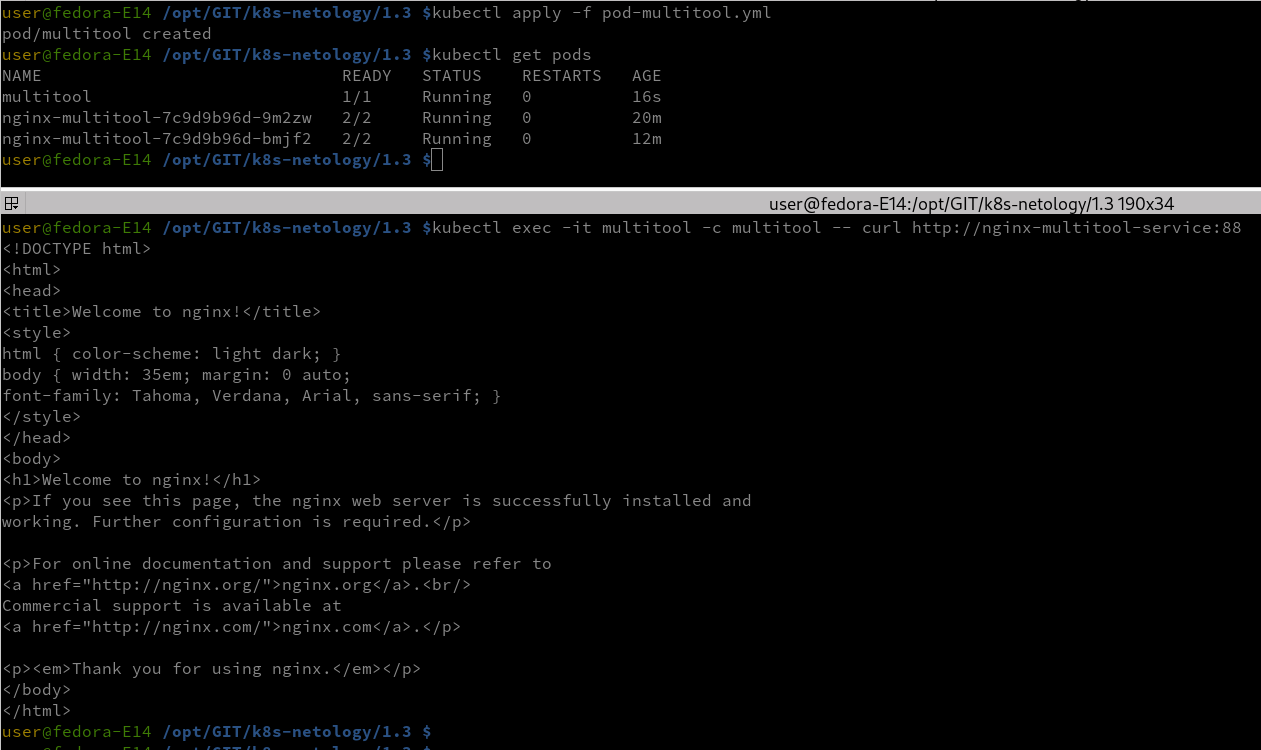 user@fedora-E14 /opt/GIT/k8s-netology/1.3 $kubectl apply -f pod-multitool.yml
pod/multitool created
user@fedora-E14 /opt/GIT/k8s-netology/1.3 $kubectl get pods
NAME                              READY   STATUS    RESTARTS   AGE
multitool                         1/1     Running   0          16s
nginx-multitool-7c9d9b96d-9m2zw   2/2     Running   0          20m
nginx-multitool-7c9d9b96d-bmjf2   2/2     Running   0          12m
user@fedora-E14 /opt/GIT/k8s-netology/1.3 $
user@fedora-E14:/opt/GIT/k8s-netology/1.3 190x34
user@fedora-E14 /opt/GIT/k8s-netology/1.3 $kubectl exec -it multitool -c multitool -- curl http://nginx-multitool-service:88
<!DOCTYPE html>
<html>
<head>
<title>Welcome to nginx!</title>
<style>
html { color-scheme: light dark; }
body { width: 35em; margin: 0 auto;
font-family: Tahoma, Verdana, Arial, sans-serif; }
</style>
</head>
<body>
<h1>Welcome to nginx!</h1>
<p>If you see this page, the nginx web server is successfully installed and
working. Further configuration is required.</p>

<p>For online documentation and support please refer to
<a href="http://nginx.org/">nginx.org</a>.<br/>
Commercial support is available at
<a href="http://nginx.com/">nginx.com</a>.</p>

<p><em>Thank you for using nginx.</em></p>
</body>
</html>
user@fedora-E14 /opt/GIT/k8s-netology/1.3 $